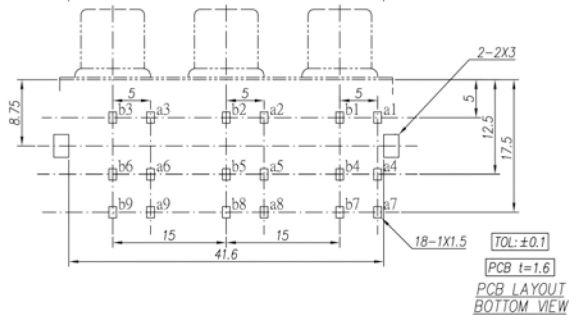 2-2X3
5 5 5
b3 a3 b2 a2 b1 a1
8.75
5
12.5
17.5
b6 a6 b5 a5 b4 a4
b9 a9 b8 a8 b7 a7
15 15
18-1X1.5
41.6
TOL:±0.1
PCB t=1.6
PCB LAYOUT
BOTTOM VIEW